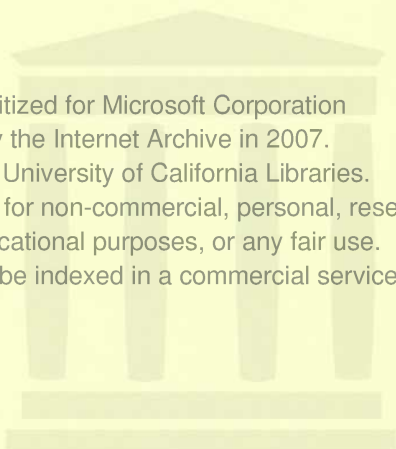 itized for Microsoft Corporation
the Internet Archive in 2007.
University of California Libraries.
for non-commercial, personal, rese
cational purposes, or any fair use.
be indexed in a commercial service